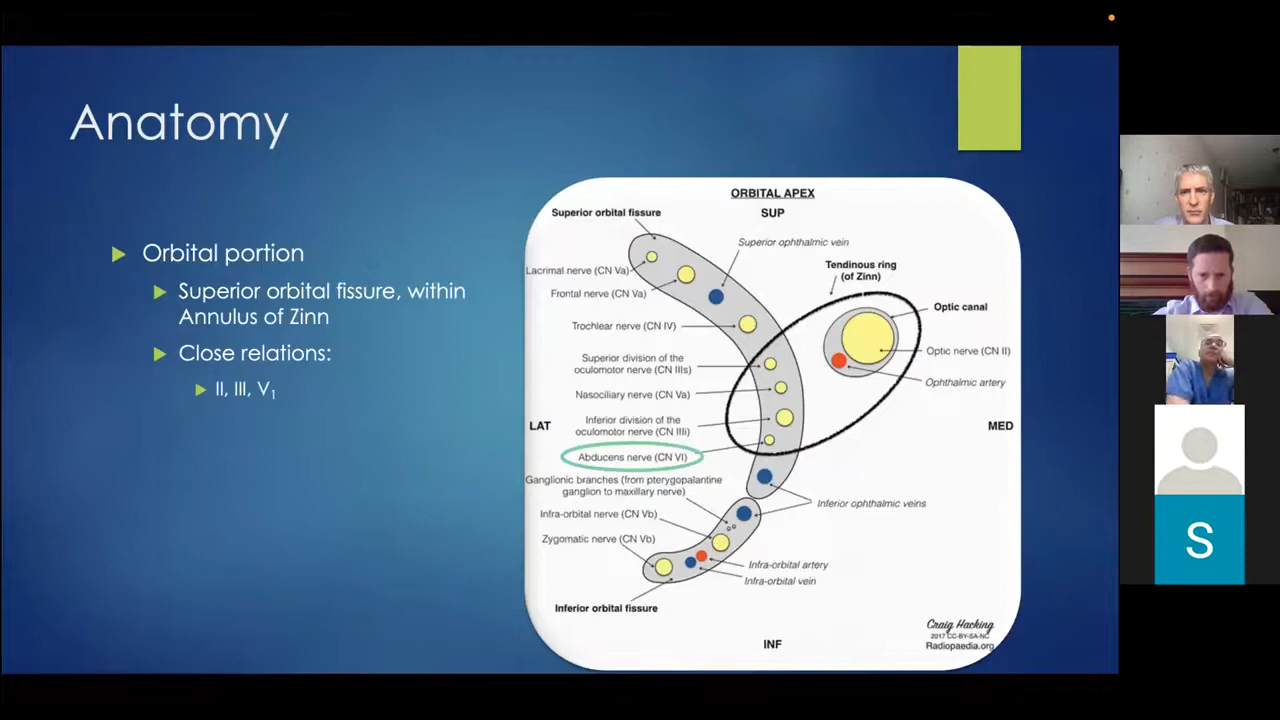 Anatomy
Orbital portion
Superior orbital fissure, within
Annulus of Zinn
Close relations:
II, III, V1
ORBITAL APEX
SUP
Superior orbital fissure
Superior ophthalmic vein
Tendinous ring
(of Zinn)
Lacrimal nerve (CN Va)
Frontal nerve (CN Va)
Optic canal
Trochlear nerve (CN IV)
Optic nerve (CN II)
Superior division of the
oculomotor nerve (CN IIIs)
Ophthalmic artery
Nasociliary nerve (CN Va)
Inferior division of the
oculomotor nerve (CN IIIi)
LAT
MED
Abducens nerve (CN VI)
Ganglionic branches (from pterygopalantine
ganglion to maxillary nerve)
Inferior ophthalmic veins
Infra-orbital nerve (CN Vb)
Zygomatic nerve (CN Vb)
Infra-orbital artery
Infra-orbital vein
Inferior orbital fissure
INF
Craig Hacking
2017 CC-BY-SA-NC
Radiopaedia.org
S